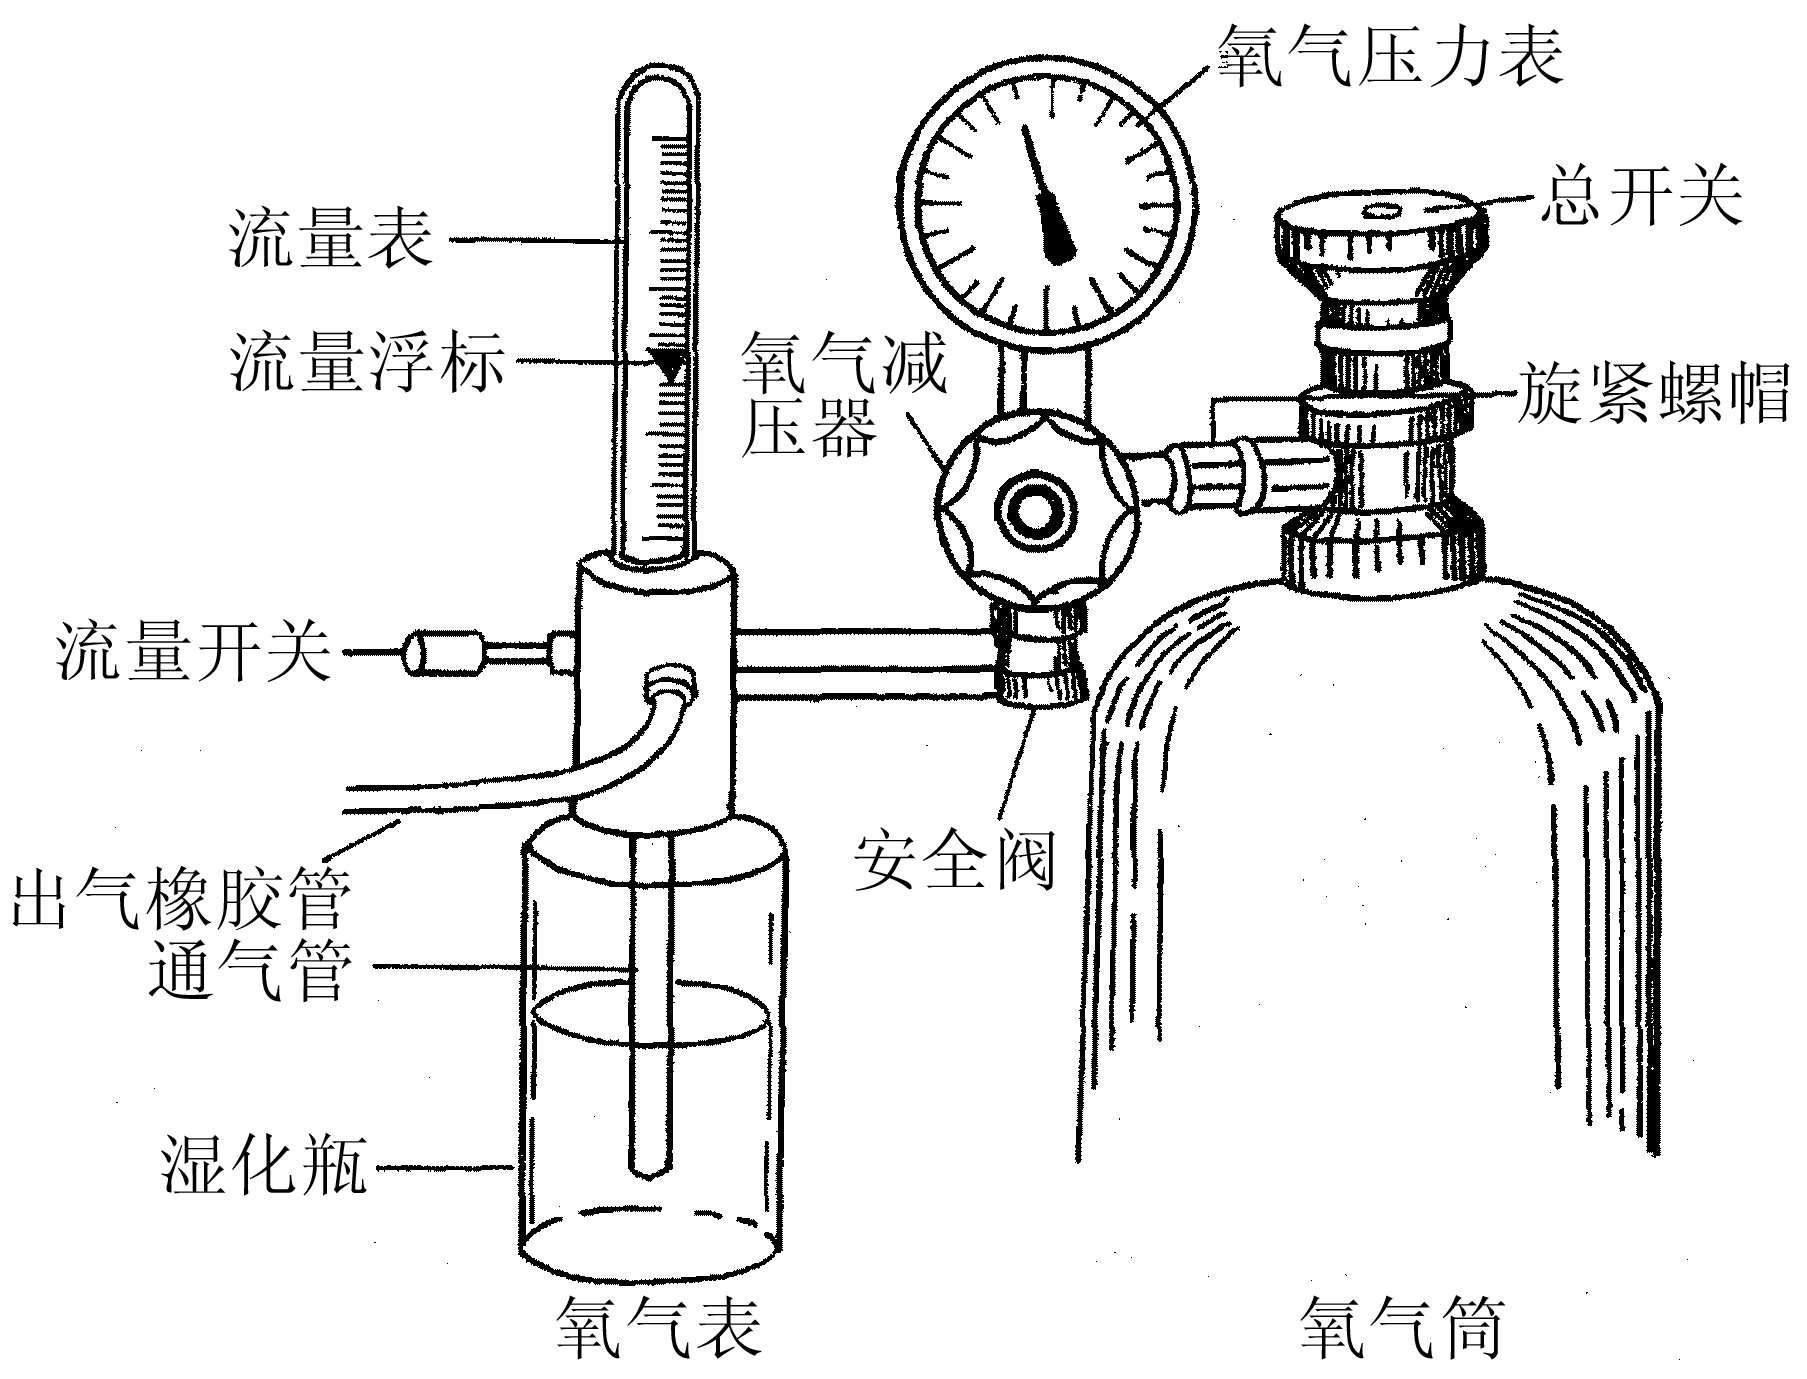 氧气压力表
总开关
流量表
流量浮标
氧气减
压器
旋紧螺帽
流量开关
安全阀
出气橡胶管
通气管
湿化瓶
氧气表
氧气筒